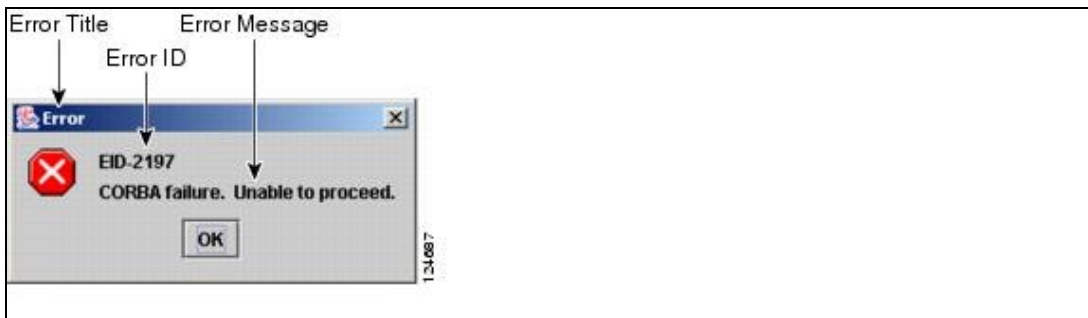 Error Title Error Message
Error ID
Error
EID-2197
CORBA failure. Unable to proceed.
OK
124687